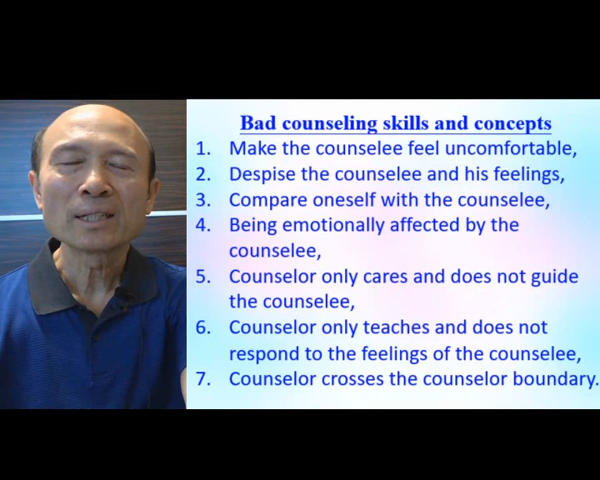 Bad counseling skills and concepts
1. Make the counselee feel uncomfortable,
2. Despise the counselee and his feelings,
3. Compare oneself with the counselee,
4. Being emotionally affected by the
counselee,
5. Counselor only cares and does not guide
the counselee,
6. Counselor only teaches and does not
respond to the feelings of the counselee,
7. Counselor crosses the counselor boundary.